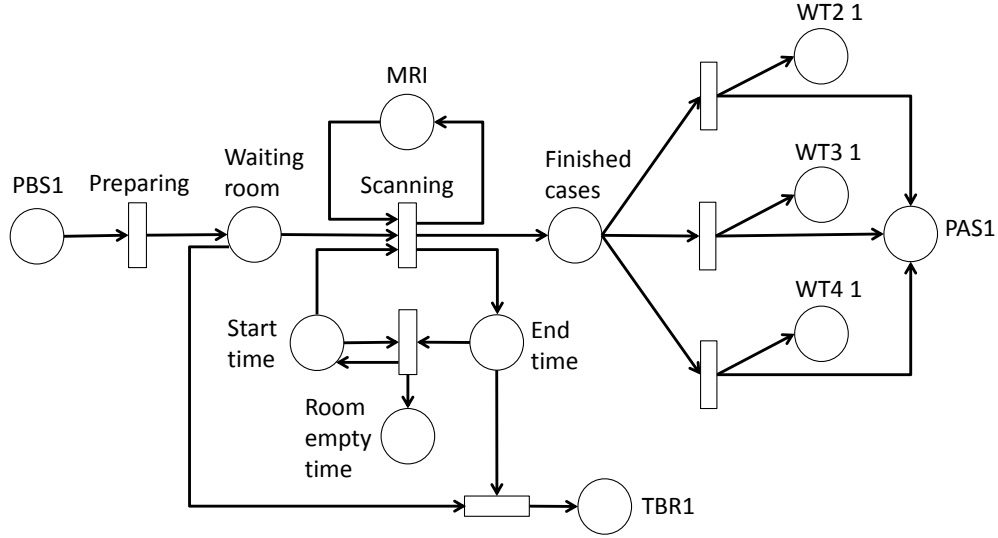 WT2 1
MRI
Waiting
room
Finished
cases
WT3 1
PBS1
Preparing
Scanning
PAS1
WT4 1
Start
time
End
time
Room
empty
time
TBR1